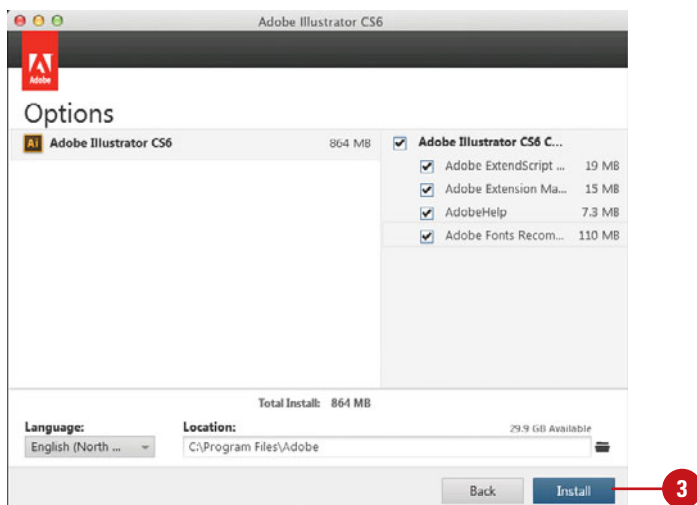 Adobe Illustrator CS6
Adobe
Options
Ai Adobe Illustrator CS6 864 MB
Adobe Illustrator CS6 C...
Adobe ExtendScript ... 19 MB
Adobe Extension Ma... 15 MB
AdobeHelp 7.3 MB
Adobe Fonts Recom... 110 MB
Total Install: 864 MB
Language: Location: 29.9 GB Available
English (North ... C:\Program Files\Adobe
Back Install 3